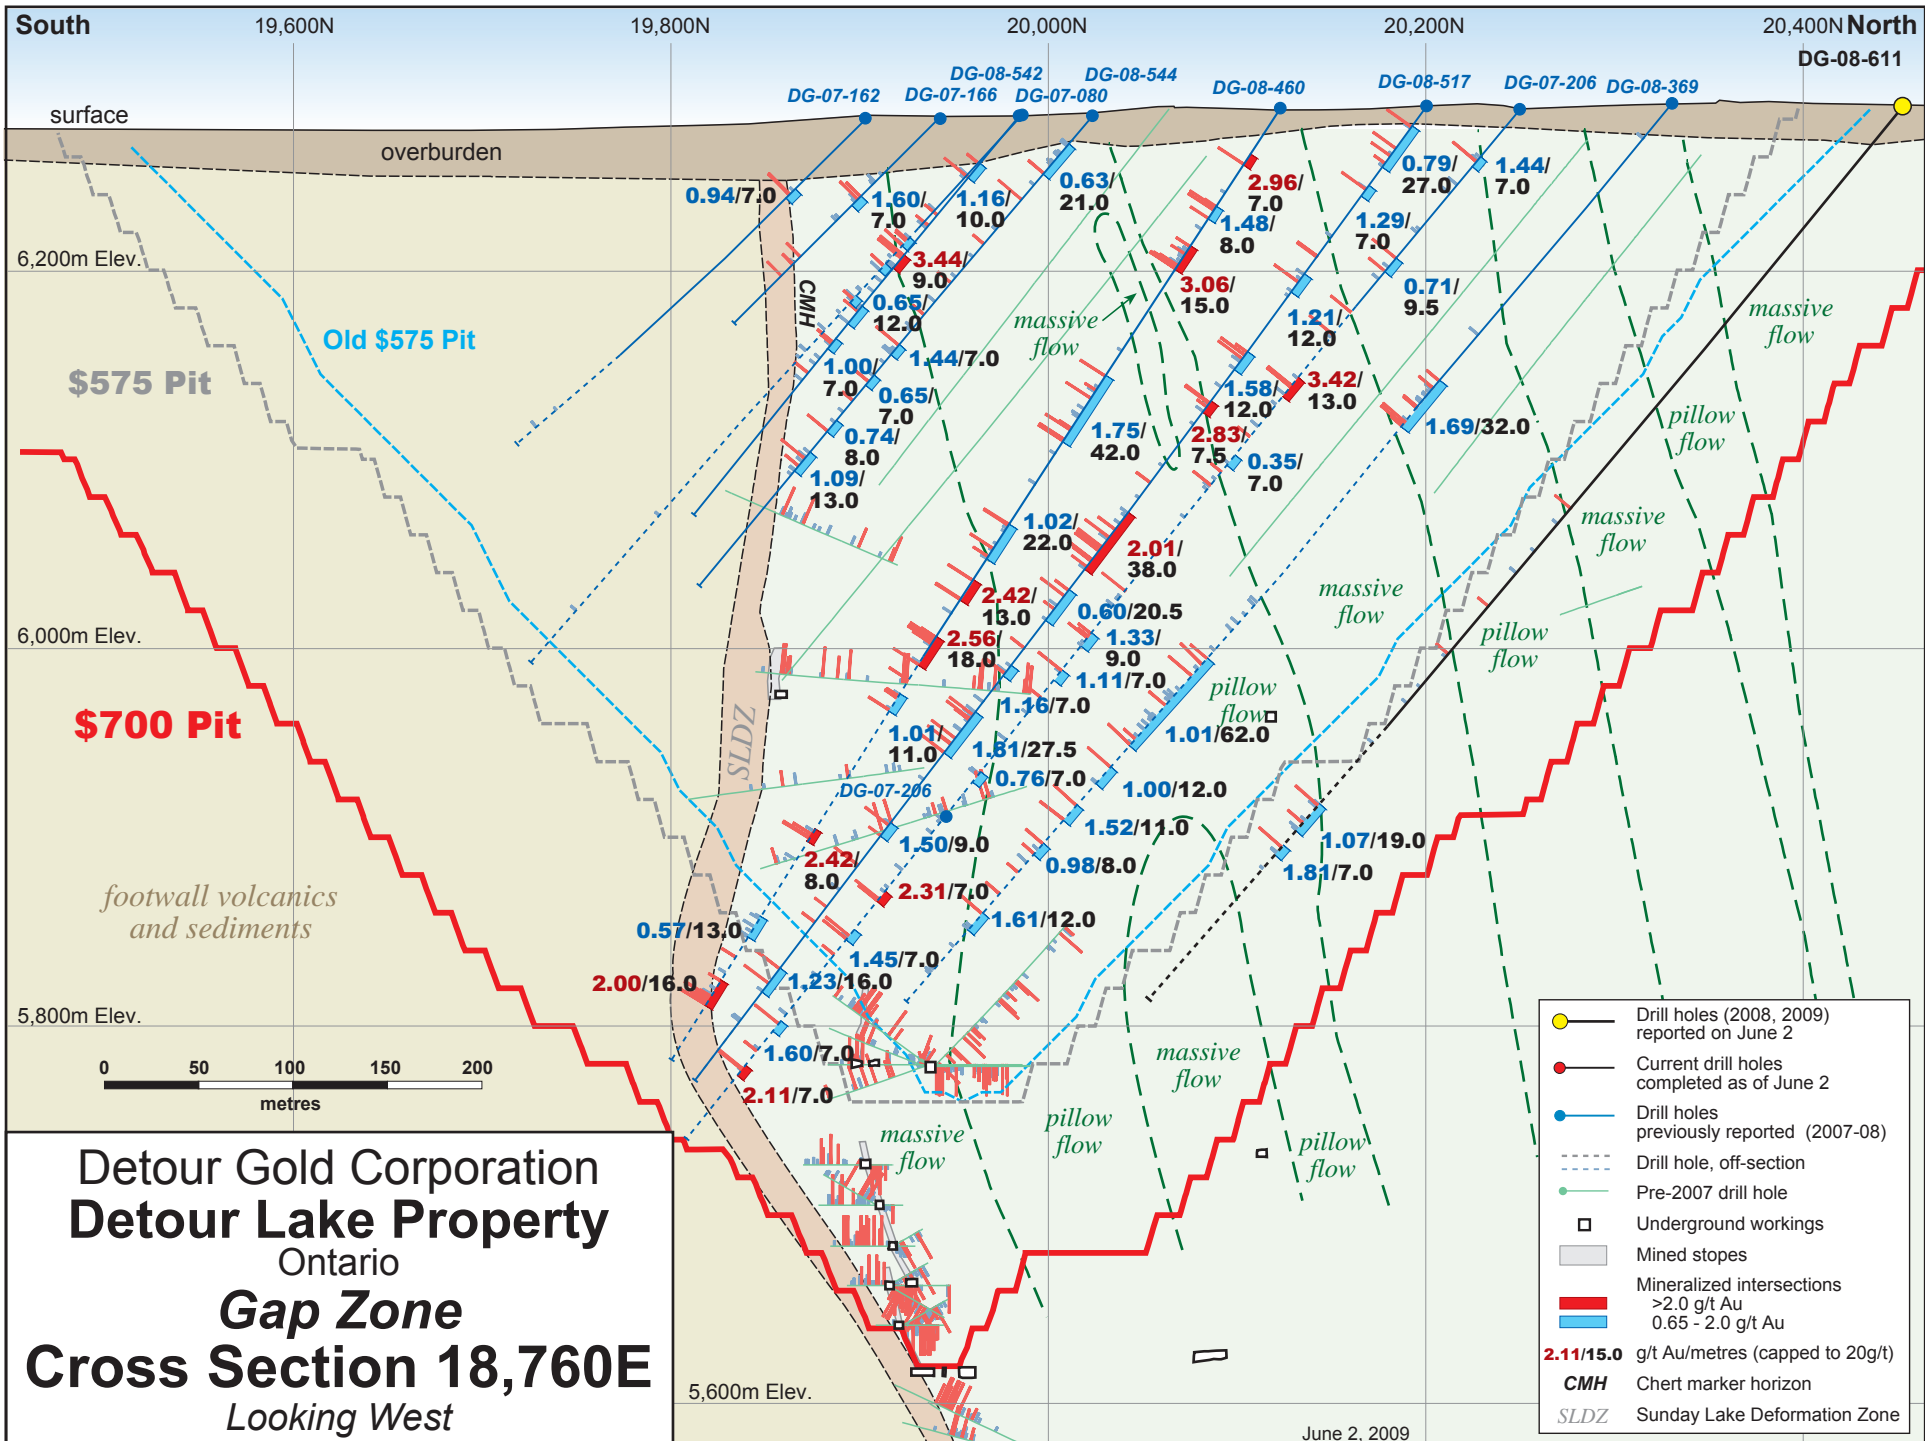 South
19,600N
19,800N
20,000N
20,200N
20,400N
North
DG-08-611
DG-08-542
DG-08-544
DG-07-162
DG-07-166
DG-07-080
DG-08-460
DG-08-517
DG-07-206
DG-08-369
surface
overburden
0.94/7.0
1.60/
7.0
1.16/
10.0
0.63/
21.0
2.96/
7.0
1.48/
8.0
0.79/
27.0
1.44/
7.0
1.29/
7.0
6,200m Elev.
CMH
3.44/
9.0
0.65/
12.0
3.06/
15.0
0.71/
9.5
1.21/
12.0
massive
flow
massive
flow
Old $575 Pit
$575 Pit
1.00/
7.0
1.44/7.0
0.65/
7.0
0.74/
8.0
1.09/
13.0
1.75/
42.0
1.58/
12.0
3.42/
13.0
2.83/
7.5
0.35/
7.0
1.69/32.0
pillow
flow
massive
flow
1.02/
22.0
2.01/
38.0
2.42/
13.0
0.60/20.5
massive
flow
pillow
flow
6,000m Elev.
2.56/
18.0
1.33/
9.0
1.11/7.0
1.16/7.0
pillow
flow
$700 Pit
SLDZ
1.01/
11.0
1.81/27.5
1.01/62.0
0.76/7.0
1.00/12.0
DG-07-206
1.50/9.0
1.52/11.0
0.98/8.0
1.07/19.0
1.81/7.0
2.42/
8.0
2.31/7.0
1.61/12.0
footwall volcanics
and sediments
0.57/13.0
1.45/7.0
2.00/16.0
1.23/16.0
5,800m Elev.
1.60/7.0
2.11/7.0
massive
flow
massive
flow
pillow
flow
pillow
flow
0 50 100 150 200
metres
Detour Gold Corporation
Detour Lake Property
Ontario
Gap Zone
Cross Section 18,760E
Looking West
5,600m Elev.
June 2, 2009
Drill holes (2008, 2009)
reported on June 2
Current drill holes
completed as of June 2
Drill holes
previously reported (2007-08)
Drill hole, off-section
Pre-2007 drill hole
Underground workings
Mined stopes
Mineralized intersections
>2.0 g/t Au
0.65 - 2.0 g/t Au
2.11/15.0 g/t Au/metres (capped to 20g/t)
CMH Chert marker horizon
SLDZ Sunday Lake Deformation Zone